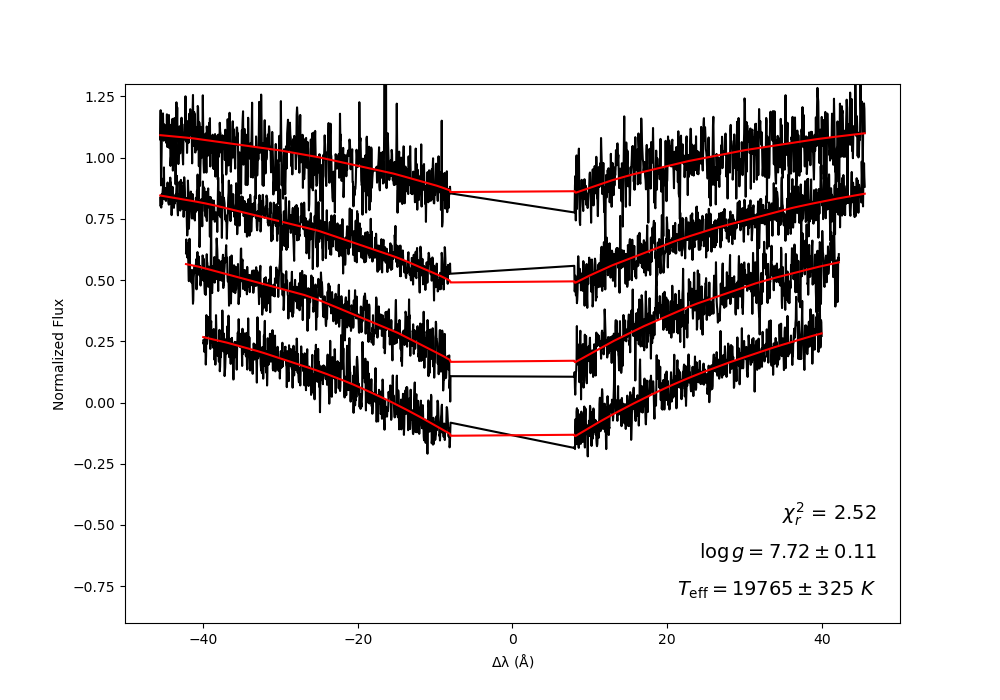 1.25
1.00
0.75
0.50
0.25
0.00
−0.25
−0.50
−0.75
Normalized Flux
χ²ᵣ = 2.52
log g = 7.72 ± 0.11
T_eff = 19765 ± 325 K
−40 −20 0 20 40
Δλ (Å)